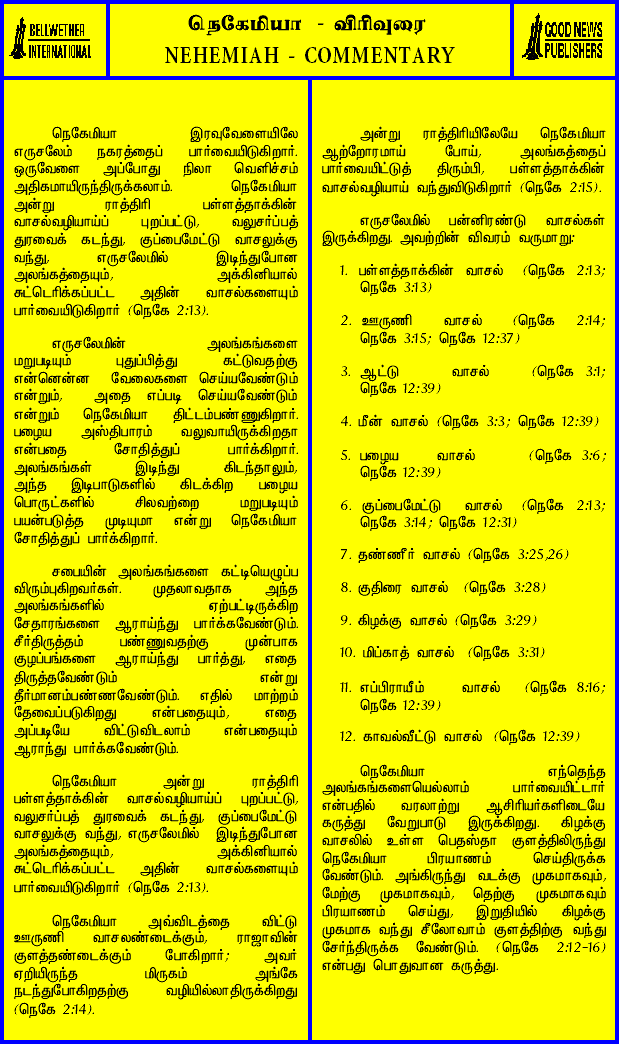 BELLWETHER
INTERNATIONAL
நெகேமியா - விரிவுரை
NEHEMIAH - COMMENTARY
GOOD NEWS
PUBLISHERS
நெகேமியா இரவுவேளையிலே
எருசலேம் நகரத்தைப் பார்வையிடுகிறார்.
ஒருவேளை அப்போது நிலா வெளிச்சம்
அதிகமாயிருந்திருக்கலாம். நெகேமியா
அன்று ராத்திரி பள்ளத்தாக்கின்
வாசல்வழியாய்ப் புறப்பட்டு, வலுசர்ப்பத்
துரவைக் கடந்து, குப்பைமேட்டு வாசலுக்கு
வந்து, எருசலேமில் இடிந்துபோன
அலங்கத்தையும், அக்கினியால்
சுட்டெரிக்கப்பட்ட அதின் வாசல்களையும்
பார்வையிடுகிறார் (நெகே 2:13).
எருசலேமின் அலங்கங்களை
மறுபடியும் புதுப்பித்து கட்டுவதற்கு
என்னென்ன வேலைகளை செய்யவேண்டும்
என்றும், அதை எப்படி செய்யவேண்டும்
என்றும் நெகேமியா திட்டம்பண்ணுகிறார்.
பழைய அஸ்திபாரம் வலுவாயிருக்கிறதா
என்பதை சோதித்துப் பார்க்கிறார்.
அலங்கங்கள் இடிந்து கிடந்தாலும்,
அந்த இடிபாடுகளில் கிடக்கிற பழைய
பொருட்களில் சிலவற்றை மறுபடியும்
பயன்படுத்த முடியுமா என்று நெகேமியா
சோதித்துப் பார்க்கிறார்.
சபையின் அலங்கங்களை கட்டியெழுப்ப
விரும்புகிறவர்கள். முதலாவதாக அந்த
அலங்கங்களில் ஏற்பட்டிருக்கிற
சேதாரங்களை ஆராய்ந்து பார்க்கவேண்டும்.
சீர்திருத்தம் பண்ணுவதற்கு முன்பாக
குழப்பங்களை ஆராய்ந்து பார்த்து, எதை
திருத்தவேண்டும் என்று
தீர்மானம்பண்ணவேண்டும். எதில் மாற்றம்
தேவைப்படுகிறது என்பதையும், எதை
அப்படியே விட்டுவிடலாம் என்பதையும்
ஆராந்து பார்க்கவேண்டும்.
நெகேமியா அன்று ராத்திரி
பள்ளத்தாக்கின் வாசல்வழியாய்ப் புறப்பட்டு,
வலுசர்ப்பத் துரவைக் கடந்து, குப்பைமேட்டு
வாசலுக்கு வந்து, எருசலேமில் இடிந்துபோன
அலங்கத்தையும், அக்கினியால்
சுட்டெரிக்கப்பட்ட அதின் வாசல்களையும்
பார்வையிடுகிறார் (நெகே 2:13).
நெகேமியா அவ்விடத்தை விட்டு
ஊருணி வாசலண்டைக்கும், ராஜாவின்
குளத்தண்டைக்கும் போகிறார்; அவர்
ஏறியிருந்த மிருகம் அங்கே
நடந்துபோகிறதற்கு வழியில்லாதிருக்கிறது
(நெகே 2:14).
அன்று ராத்திரியிலேயே நெகேமியா
ஆற்றோரமாய் போய், அலங்கத்தைப்
பார்வையிட்டுத் திரும்பி, பள்ளத்தாக்கின்
வாசல்வழியாய் வந்துவிடுகிறார் (நெகே 2:15).
எருசலேமில் பன்னிரண்டு வாசல்கள்
இருக்கிறது. அவற்றின் விவரம் வருமாறு:
1. பள்ளத்தாக்கின் வாசல் (நெகே 2:13;
நெகே 3:13)
2. ஊருணி வாசல் (நெகே 2:14;
நெகே 3:15; நெகே 12:37)
3. ஆட்டு வாசல் (நெகே 3:1;
நெகே 12:39)
4. மீன் வாசல் (நெகே 3:3; நெகே 12:39)
5. பழைய வாசல் (நெகே 3:6;
நெகே 12:39)
6. குப்பைமேட்டு வாசல் (நெகே 2:13;
நெகே 3:14; நெகே 12:31)
7. தண்ணீர் வாசல் (நெகே 3:25,26)
8. குதிரை வாசல் (நெகே 3:28)
9. கிழக்கு வாசல் (நெகே 3:29)
10. மிப்காத் வாசல் (நெகே 3:31)
11. எப்பிராயீம் வாசல் (நெகே 8:16;
நெகே 12:39)
12. காவல்வீட்டு வாசல் (நெகே 12:39)
நெகேமியா எந்தெந்த
அலங்கங்களையெல்லாம் பார்வையிட்டார்
என்பதில் வரலாற்று ஆசிரியர்களிடையே
கருத்து வேறுபாடு இருக்கிறது. கிழக்கு
வாசலில் உள்ள பெதஸ்தா குளத்திலிருந்து
நெகேமியா பிரயாணம் செய்திருக்க
வேண்டும். அங்கிருந்து வடக்கு முகமாகவும்,
மேற்கு முகமாகவும், தெற்கு முகமாகவும்
பிரயாணம் செய்து, இறுதியில் கிழக்கு
முகமாக வந்து சீலோவாம் குளத்திற்கு வந்து
சேர்ந்திருக்க வேண்டும். (நெகே 2:12-16)
என்பது பொதுவான கருத்து.